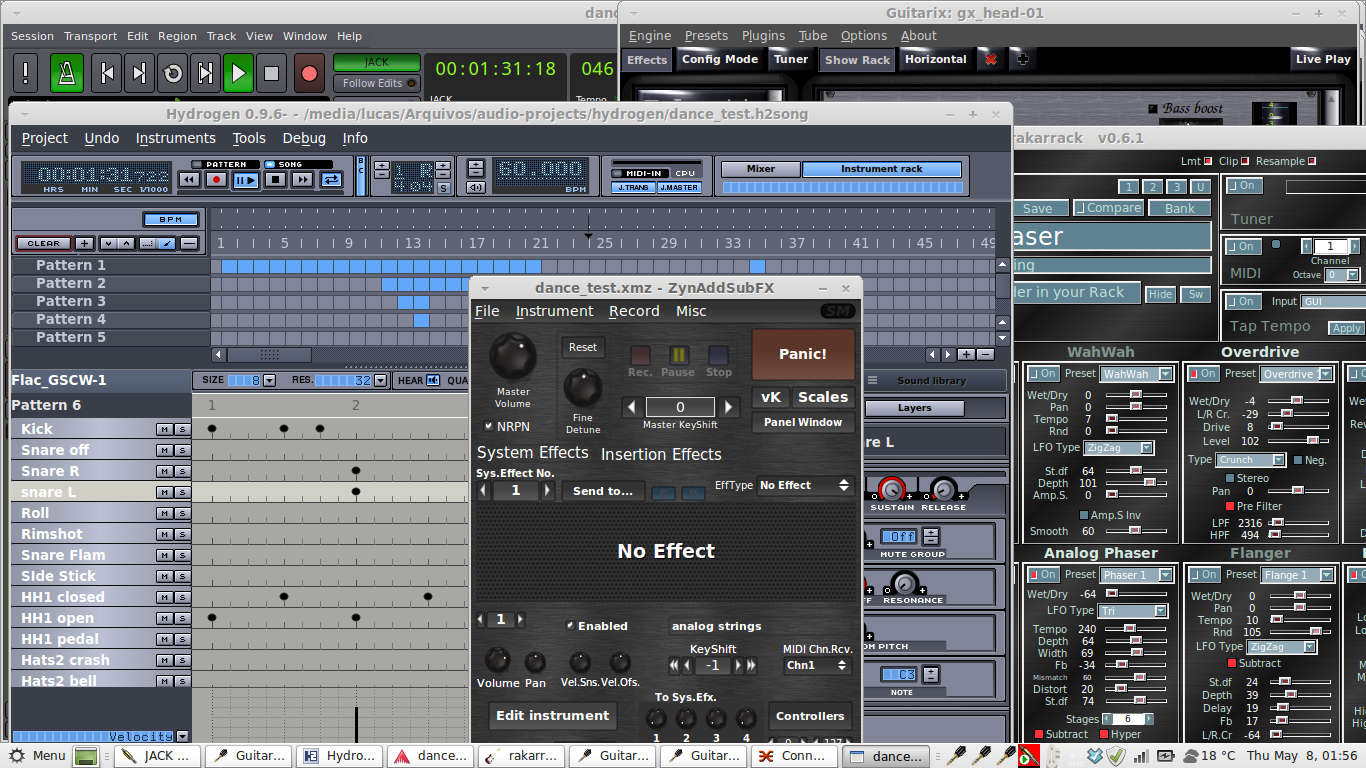 danc
Session Transport Edit Region Track View Window Help
JACK
Follow Edits
00:01:31:18
046
JACK
Tempo
Guitarix: gx_head-01
Engine Presets Plugins Tube Options About
Effects Config Mode Tuner Show Rack Horizontal Live Play
Bass boost
Hydrogen 0.9.6- - /media/lucas/Arquivos/audio-projects/hydrogen/dance_test.h2song
Project Undo Instruments Tools Debug Info
00:01:31:722
HRS MIN SEC 1/1000
PATTERN SONG
BC
1 R
4 04 S
60.000
BPM
MIDI-IN CPU
J.TRANS J.MASTER
Mixer Instrument rack
BPM
CLEAR
1 5 9 13 17 21 25 29 33 37 41 45 49
Pattern 1
Pattern 2
Pattern 3
Pattern 4
Pattern 5
Flac_GSCW-1
SIZE 8 RES. 32 HEAR QUA
Pattern 6
1 2
Kick M S
Snare off M S
Snare R M S
snare L M S
Roll M S
Rimshot M S
Snare Flam M S
SIde Stick M S
HH1 closed M S
HH1 open M S
HH1 pedal M S
Hats2 crash M S
Hats2 bell M S
Velocity
Sound library
Layers
re L
SUSTAIN RELEASE
Off
MUTE GROUP
FF RESONANCE
OM PITCH
C3
NOTE
dance_test.xmz - ZynAddSubFX
File Instrument Record Misc SM
Master
Volume
NRPN
Reset
Fine
Detune
Rec. Pause Stop
0
Master KeyShift
Panic!
vK Scales
Panel Window
System Effects Insertion Effects
Sys.Effect No.
1 Send to... EffType No Effect
No Effect
1 Enabled analog strings
KeyShift MIDI Chn.Rcv.
-1 Chn1
Volume Pan Vel.Sns. Vel.Ofs.
To Sys.Efx.
Edit instrument
1 2 3 4
Controllers
0 127
rakarrack v0.6.1
Lmt Clip Resample
1 2 3 U
Save Compare Bank
aser
ing
ler in your Rack Hide Sw
On
Tuner
On 1
Channel
MIDI Octave 0
On Input GUI
Tap Tempo Apply
WahWah
On Preset WahWah
Wet/Dry 0
Pan 0
Tempo 7
Rnd 0
LFO Type ZigZag
St.df 64
Depth 101
Amp.S. 0
Amp.S Inv
Smooth 60
Overdrive
On Preset Overdrive 1
Wet/Dry -4
L/R Cr. -29
Drive 8
Level 102
Type Crunch Neg.
Stereo
Pan 0
Pre Filter
LPF 2316
HPF 494
Analog Phaser
On Preset Phaser 1
Wet/Dry -64
LFO Type Tri
Tempo 240
Depth 64
Width 69
Fb -34
Mismatch 60
Distort 20
St.df 74
Stages 6
Subtract Hyper
Flanger
On Preset Flange 1
Wet/Dry 0
Pan 0
Tempo 10
Rnd 105
LFO Type ZigZag
Subtract
St.df 24
Depth 39
Delay 19
Fb 17
L/R.Cr -64
Menu JACK ... Guitar... Hydro... dance... rakarr... Guitar... Guitar... Conn... dance... 18 °C Thu May 8, 01:56